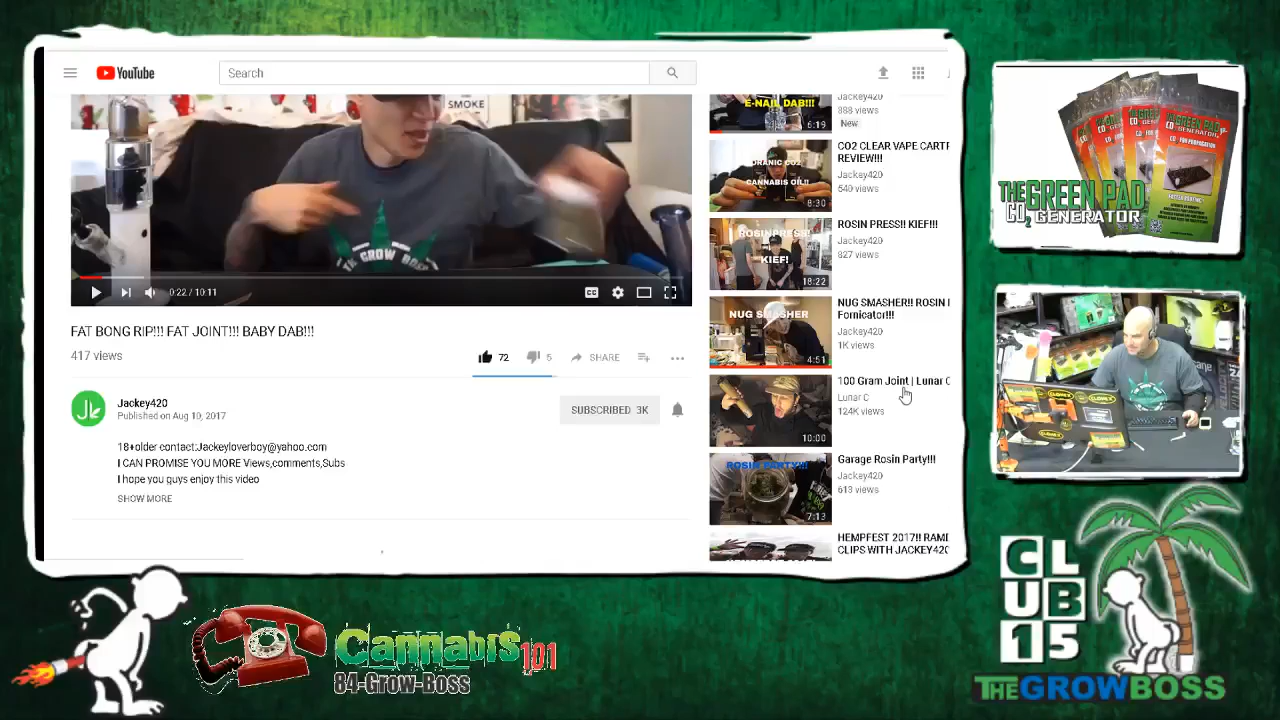 YouTube
Search
SMOKE
THE GROW BOSS
0:22 / 10:11
CC
FAT BONG RIP!!! FAT JOINT!!! BABY DAB!!!
417 views
72
5
SHARE
Jackey420
Published on Aug 10, 2017
SUBSCRIBED 3K
18+older contact:Jackeyloverboy@yahoo.com
I CAN PROMISE YOU MORE Views,comments,Subs
I hope you guys enjoy this video
SHOW MORE
E-NAIL DAB!!!
6:19
Jackey420
888 views
New
CANNABIS OIL!!
8:30
CO2 CLEAR VAPE CARTR
REVIEW!!!
Jackey420
540 views
ROSIN PRESS!!
KIEF!
18:22
ROSIN PRESS!! KIEF!!!
Jackey420
827 views
NUG SMASHER
4:51
NUG SMASHER!! ROSIN
Fornicator!!!
Jackey420
1K views
10:00
100 Gram Joint | Lunar C
Lunar C
124K views
ROSIN PARTY!!!
7:13
Garage Rosin Party!!!
Jackey420
613 views
HEMPFEST 2017!! RAND
CLIPS WITH JACKEY420
THE GREEN PAD
CO2 GENERATOR
CLUB
15
THEGROWBOSS
Cannabis 101
84-Grow-Boss